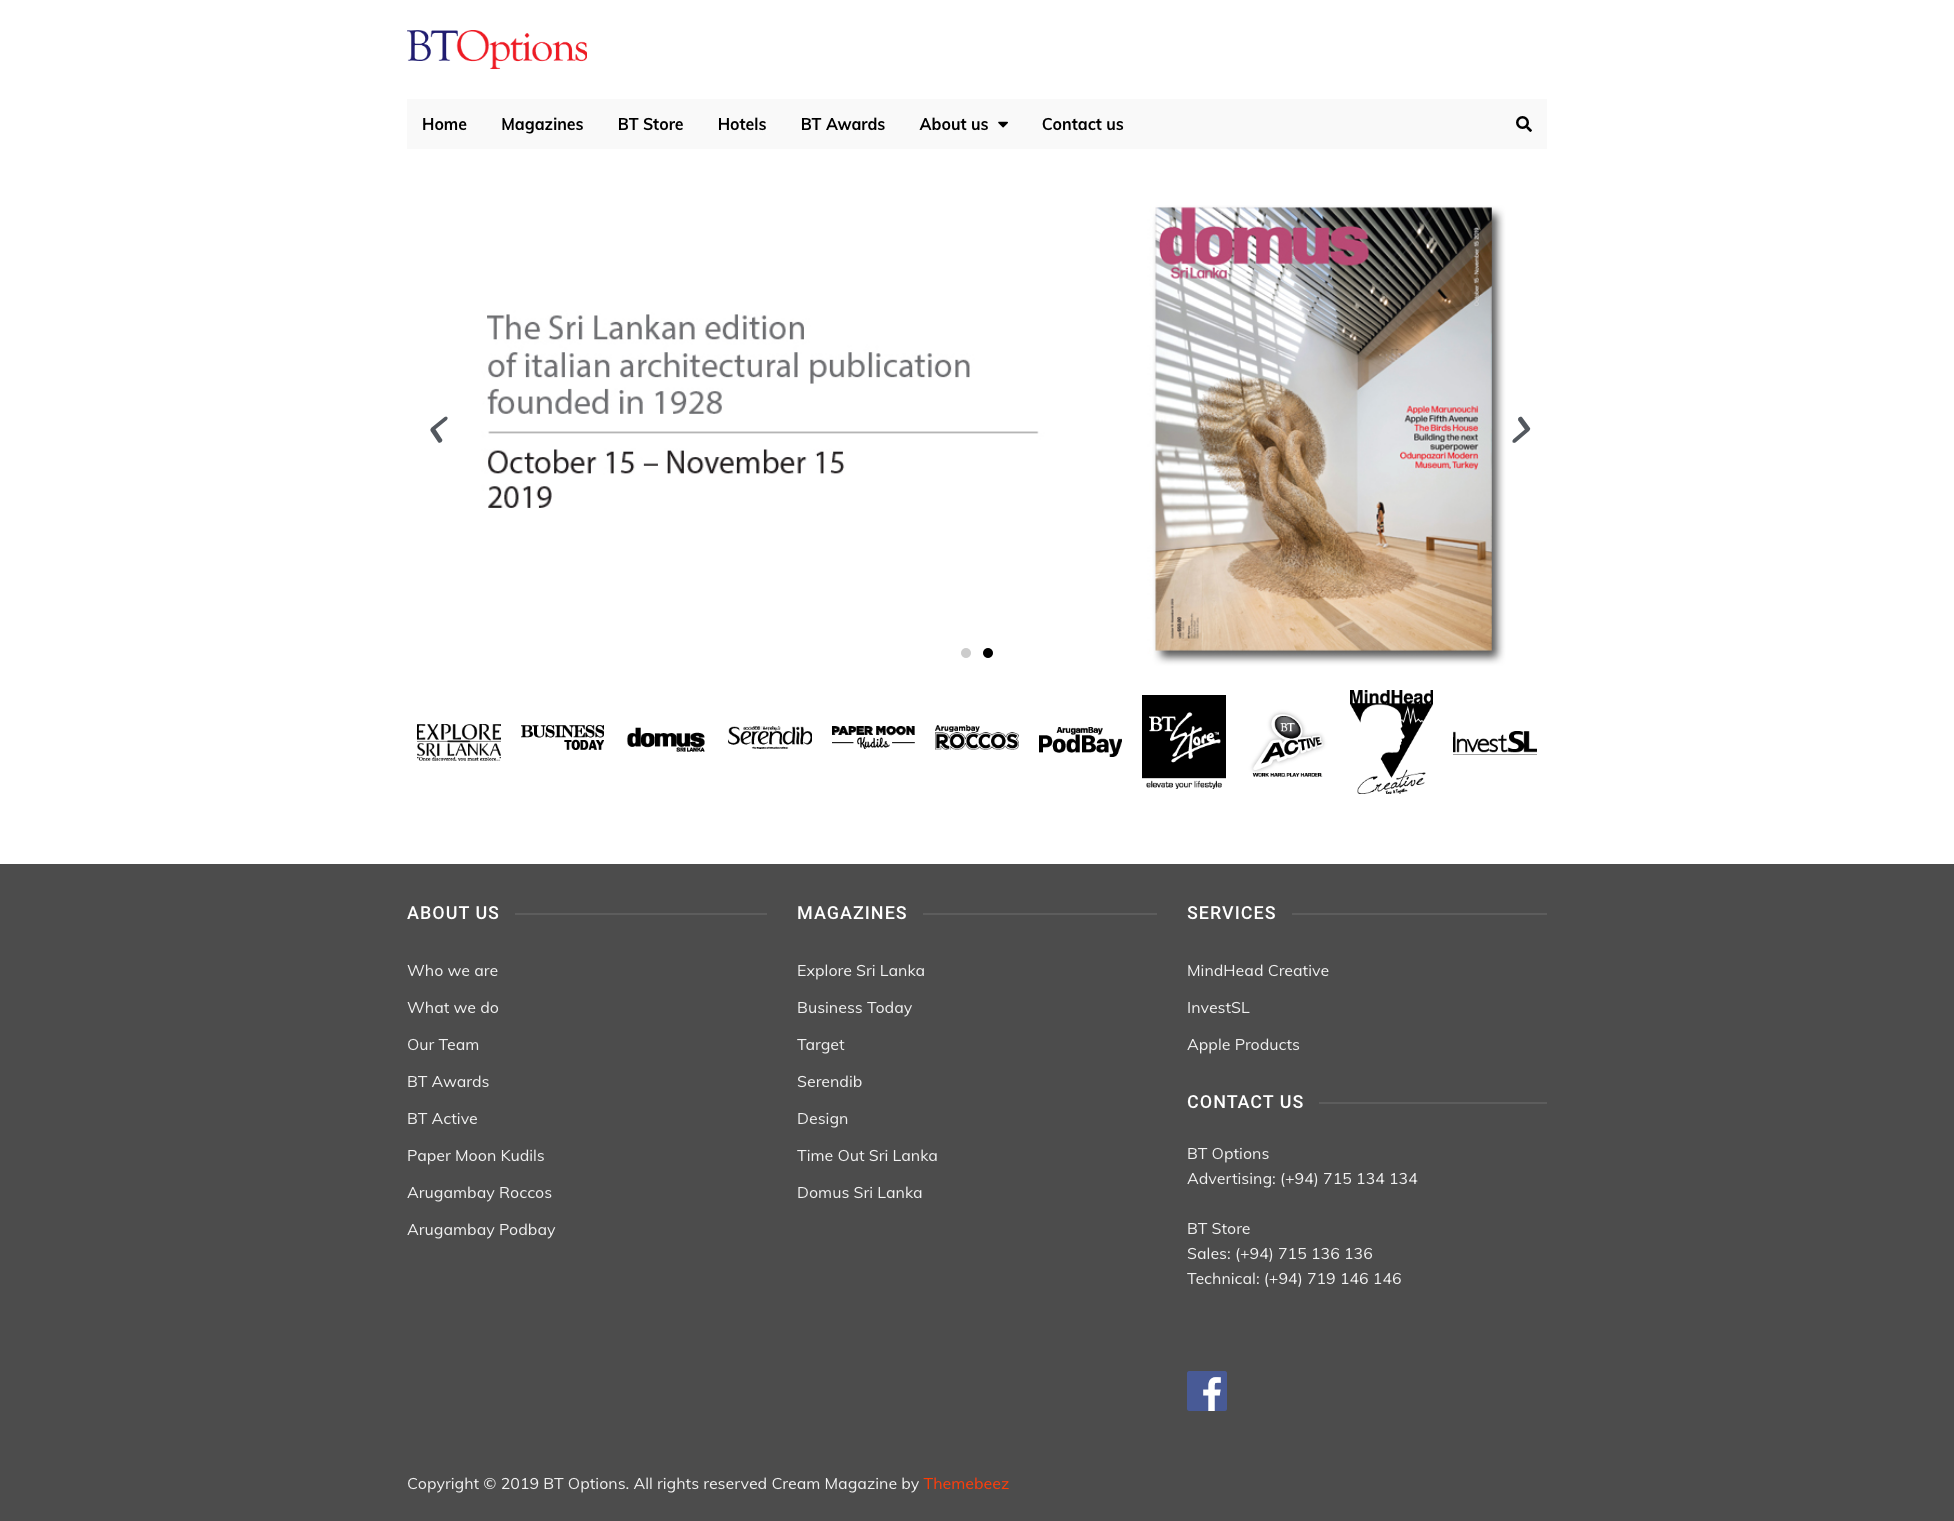 BTOptions
Home Magazines BT Store Hotels BT Awards About us Contact us
The Sri Lankan edition
of italian architectural publication
founded in 1928
October 15 – November 15
2019
domus
Sri Lanka
Apple Marunouchi
Apple Fifth Avenue
The Birds House
Building the next
superpower
Odunpazari Modern
Museum, Turkey
EXPLORE
SRI LANKA
"Once discovered, you must explore..."
BUSINESS
TODAY
domus
SRI LANKA
Serendib
PAPER MOON
Kudils
Arugambay
ROCCOS
ArugamBay
PodBay
BT
Store
elevate your lifestyle
BT
ACTIVE
WORK HARD. PLAY HARDER.
MindHead
Creative
InvestSL
ABOUT US
Who we are
What we do
Our Team
BT Awards
BT Active
Paper Moon Kudils
Arugambay Roccos
Arugambay Podbay
MAGAZINES
Explore Sri Lanka
Business Today
Target
Serendib
Design
Time Out Sri Lanka
Domus Sri Lanka
SERVICES
MindHead Creative
InvestSL
Apple Products
CONTACT US
BT Options
Advertising: (+94) 715 134 134
BT Store
Sales: (+94) 715 136 136
Technical: (+94) 719 146 146
f
Copyright © 2019 BT Options. All rights reserved Cream Magazine by Themebeez